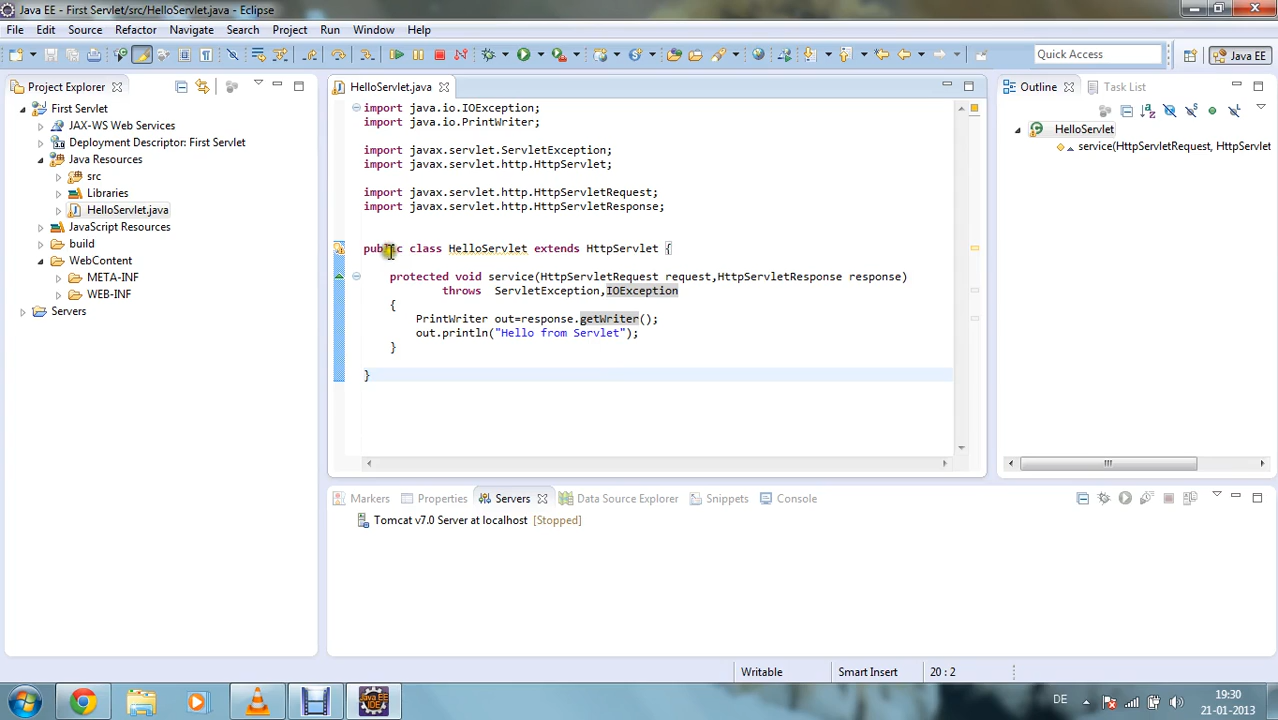 Java EE - First Servlet/src/HelloServlet.java - Eclipse
File Edit Source Refactor Navigate Search Project Run Window Help
Quick Access
Java EE
Project Explorer
First Servlet
JAX-WS Web Services
Deployment Descriptor: First Servlet
Java Resources
src
Libraries
HelloServlet.java
JavaScript Resources
build
WebContent
META-INF
WEB-INF
Servers
HelloServlet.java
import java.io.IOException;
import java.io.PrintWriter;
import javax.servlet.ServletException;
import javax.servlet.http.HttpServlet;
import javax.servlet.http.HttpServletRequest;
import javax.servlet.http.HttpServletResponse;
public class HelloServlet extends HttpServlet {
protected void service(HttpServletRequest request,HttpServletResponse response)
throws ServletException,IOException
{
PrintWriter out=response.getWriter();
out.println("Hello from Servlet");
}
}
Outline Task List
HelloServlet
service(HttpServletRequest, HttpServlet
Markers Properties Servers Data Source Explorer Snippets Console
Tomcat v7.0 Server at localhost [Stopped]
Writable Smart Insert 20 : 2
Java EE
IDE
DE
19:30
21-01-2013